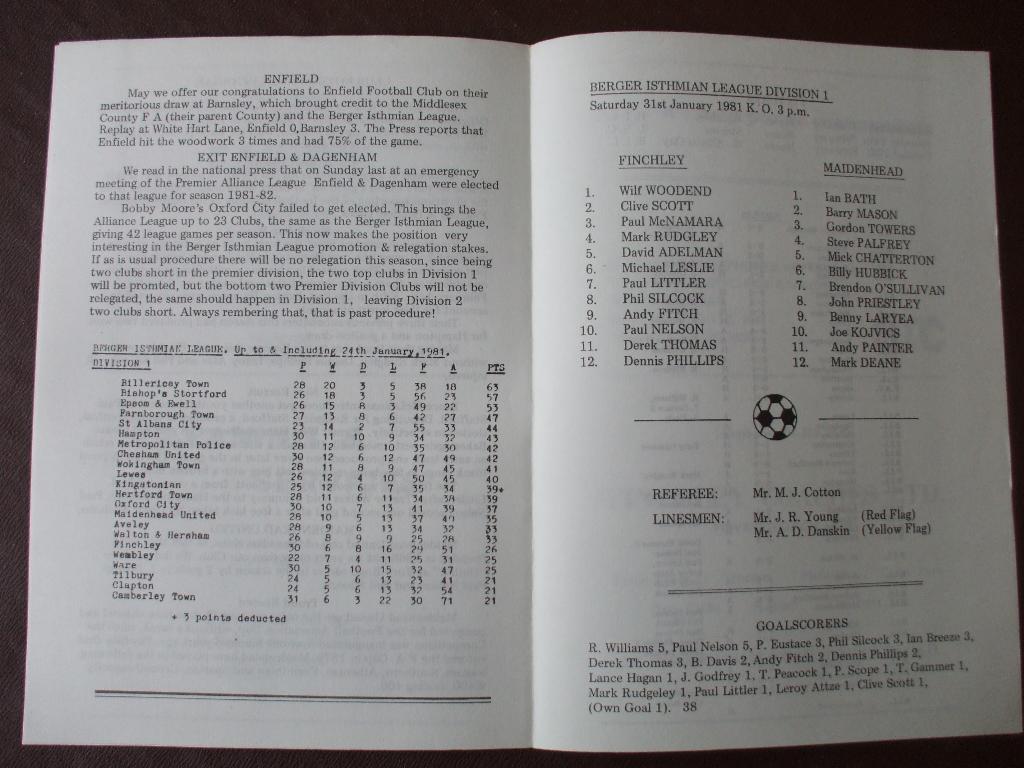 ENFIELD
May we offer our congratulations to Enfield Football Club on their
meritorious draw at Barnsley, which brought credit to the Middlesex
County F A (their parent County) and the Berger Isthmian League.
Replay at White Hart Lane, Enfield 0, Barnsley 3. The Press reports that
Enfield hit the woodwork 3 times and had 75% of the game.
EXIT ENFIELD & DAGENHAM
We read in the national press that on Sunday last at an emergency
meeting of the Premier Alliance League Enfield & Dagenham were elected
to that league for season 1981-82.
Bobby Moore's Oxford City failed to get elected. This brings the
Alliance League up to 23 Clubs, the same as the Berger Isthmian League,
giving 42 league games per season. This now makes the position very
interesting in the Berger Isthmian League promotion & relegation stakes.
If as is usual procedure there will be no relegation this season, since being
two clubs short in the premier division, the two top clubs in Division 1
will be promted, but the bottom two Premier Division Clubs will not be
relegated, the same should happen in Division 1, leaving Division 2
two clubs short. Always rembering that, that is past procedure!
BERGER ISTHMIAN LEAGUE. Up to & Including 24th January, 1981.
DIVISION 1 P W D L F A PTS
Billericay Town 28 20 3 5 38 18 63
Bishop's Stortford 26 18 3 5 56 23 57
Epsom & Ewell 26 15 8 3 49 22 53
Farnborough Town 27 13 8 6 42 27 47
St Albans City 23 14 2 7 55 33 44
Hampton 30 11 10 9 34 32 43
Metropolitan Police 28 12 6 10 35 30 42
Chesham United 30 12 6 12 47 49 42
Wokingham Town 28 11 8 9 47 45 41
Lewes 26 12 4 10 50 45 40
Kingstonian 25 12 6 7 35 34 39+
Hertford Town 28 11 6 11 34 38 39
Oxford City 30 10 7 13 41 39 37
Maidenhead United 28 10 5 13 37 40 35
Aveley 28 9 6 13 34 32 33
Walton & Hersham 26 8 9 9 25 28 33
Finchley 30 6 8 16 29 51 26
Wembley 22 7 4 11 25 31 25
Ware 30 5 10 15 32 47 25
Tilbury 24 5 6 13 23 41 21
Clapton 24 5 6 13 32 54 21
Camberley Town 31 6 3 22 30 71 21
+ 3 points deducted
BERGER ISTHMIAN LEAGUE DIVISION 1
Saturday 31st January 1981 K. O. 3 p.m.
FINCHLEY
1. Wilf WOODEND
2. Clive SCOTT
3. Paul McNAMARA
4. Mark RUDGLEY
5. David ADELMAN
6. Michael LESLIE
7. Paul LITTLER
8. Phil SILCOCK
9. Andy FITCH
10. Paul NELSON
11. Derek THOMAS
12. Dennis PHILLIPS
MAIDENHEAD
1. Ian BATH
2. Barry MASON
3. Gordon TOWERS
4. Steve PALFREY
5. Mick CHATTERTON
6. Billy HUBBICK
7. Brendon O'SULLIVAN
8. John PRIESTLEY
9. Benny LARYEA
10. Joe KOJVICS
11. Andy PAINTER
12. Mark DEANE
REFEREE: Mr. M. J. Cotton
LINESMEN: Mr. J. R. Young (Red Flag)
Mr. A. D. Danskin (Yellow Flag)
GOALSCORERS
R. Williams 5, Paul Nelson 5, P. Eustace 3, Phil Silcock 3, Ian Breeze 3,
Derek Thomas 3, B. Davis 2, Andy Fitch 2, Dennis Phillips 2,
Lance Hagan 1, J. Godfrey 1, T. Peacock 1, P. Scope 1, T. Gammer 1,
Mark Rudgeley 1, Paul Littler 1, Leroy Attze 1, Clive Scott 1,
(Own Goal 1). 38